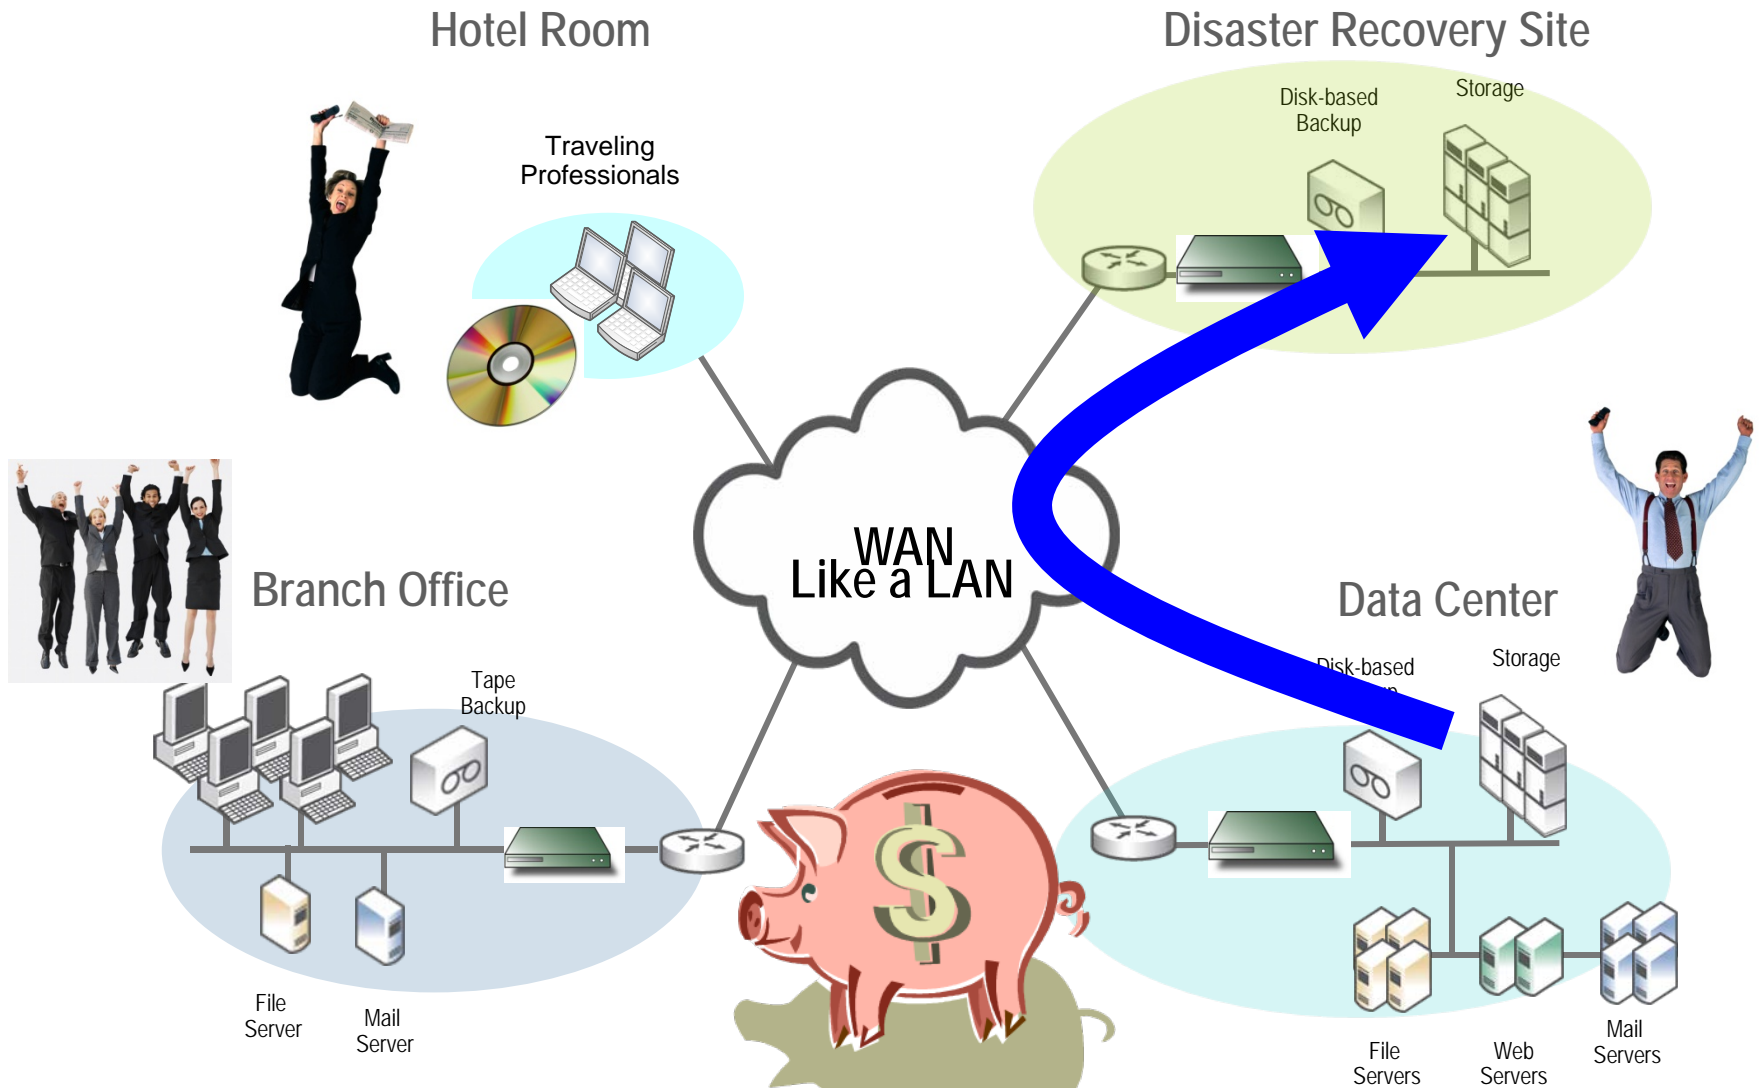 Hotel Room
Disaster Recovery Site
Disk-based
Backup
Storage
Traveling
Professionals
WAN
Like a LAN
Branch Office
Data Center
Tape
Backup
Disk-based
Storage
$
File
Server
Mail
Server
File
Servers
Web
Servers
Mail
Servers